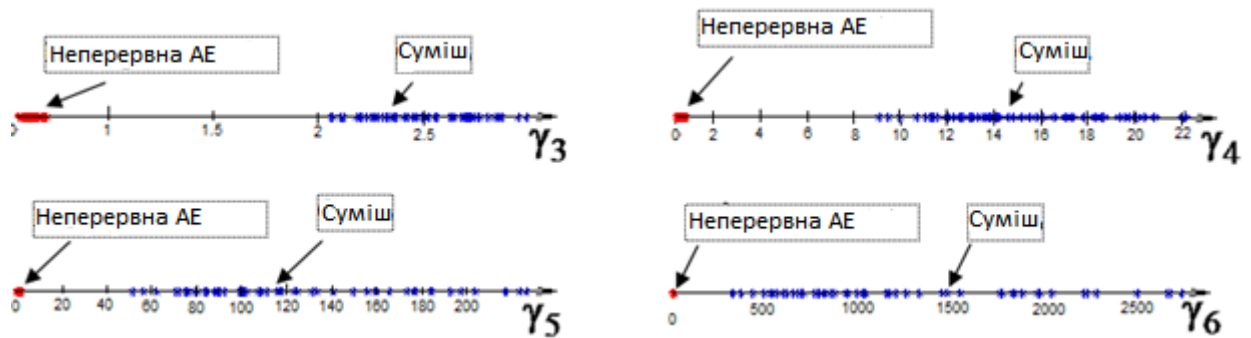 Неперервна АЕ
Суміш
1
1.5
2
2.5
γ3
Неперервна АЕ
Суміш
0 2 4 6 8 10 12 14 16 18 20 22
γ4
Неперервна АЕ
Суміш
0 20 40 60 80 100 120 140 160 180 200
γ5
Неперервна АЕ
Суміш
0 500 1000 1500 2000 2500
γ6